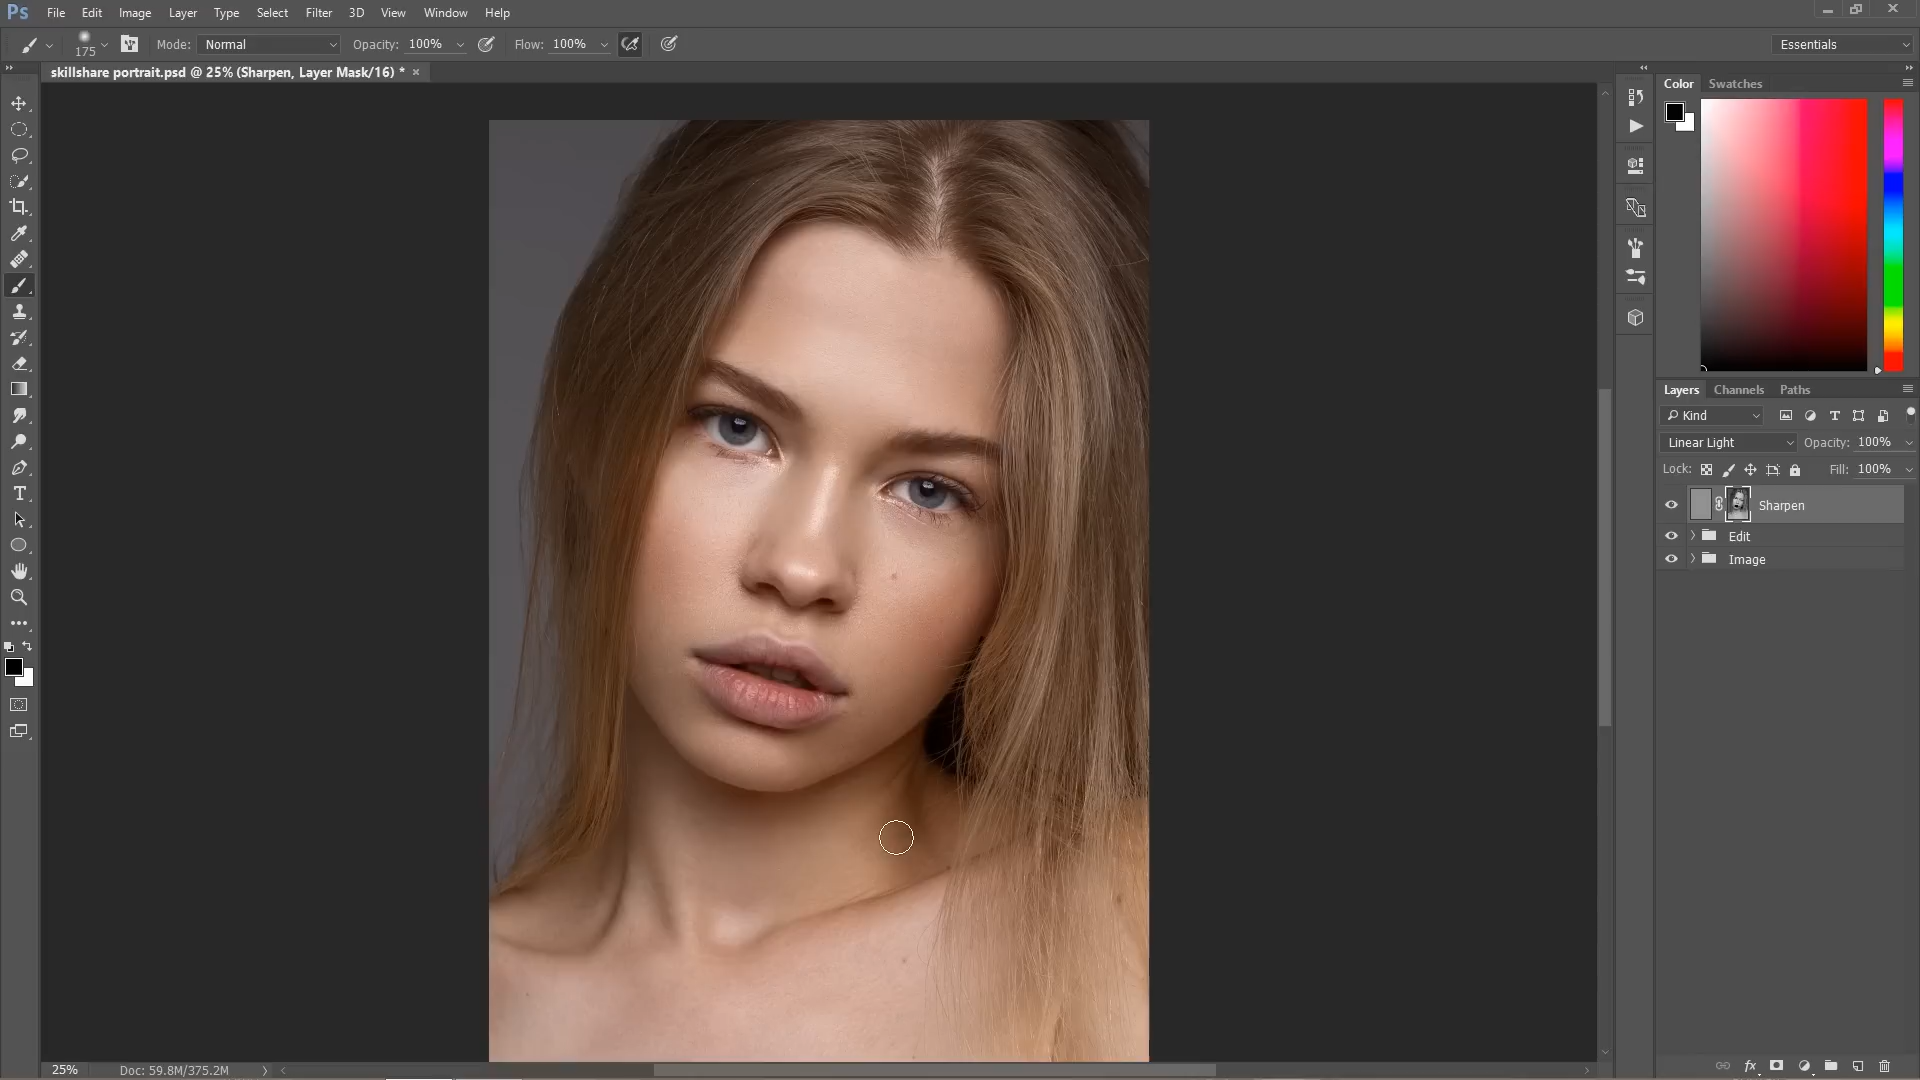 Ps File Edit Image Layer Type Select Filter 3D View Window Help
175 Mode: Normal Opacity: 100% Flow: 100% Essentials
skillshare portrait.psd @ 25% (Sharpen, Layer Mask/16) * ×
Color Swatches
Layers Channels Paths
Kind
Linear Light Opacity: 100%
Lock: Fill: 100%
Sharpen
Edit
Image
25% Doc: 59.8M/375.2M